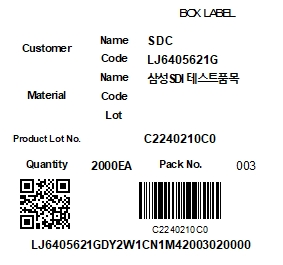 BOX LABEL
Customer
Name SDC
Code LJ6405621G
Material
Name 삼성SDI 테스트품목
Code
Lot
Product Lot No. C2240210C0
Quantity 2000EA Pack No. 003
C2240210C0
LJ6405621GDY2W1CN1M42003020000